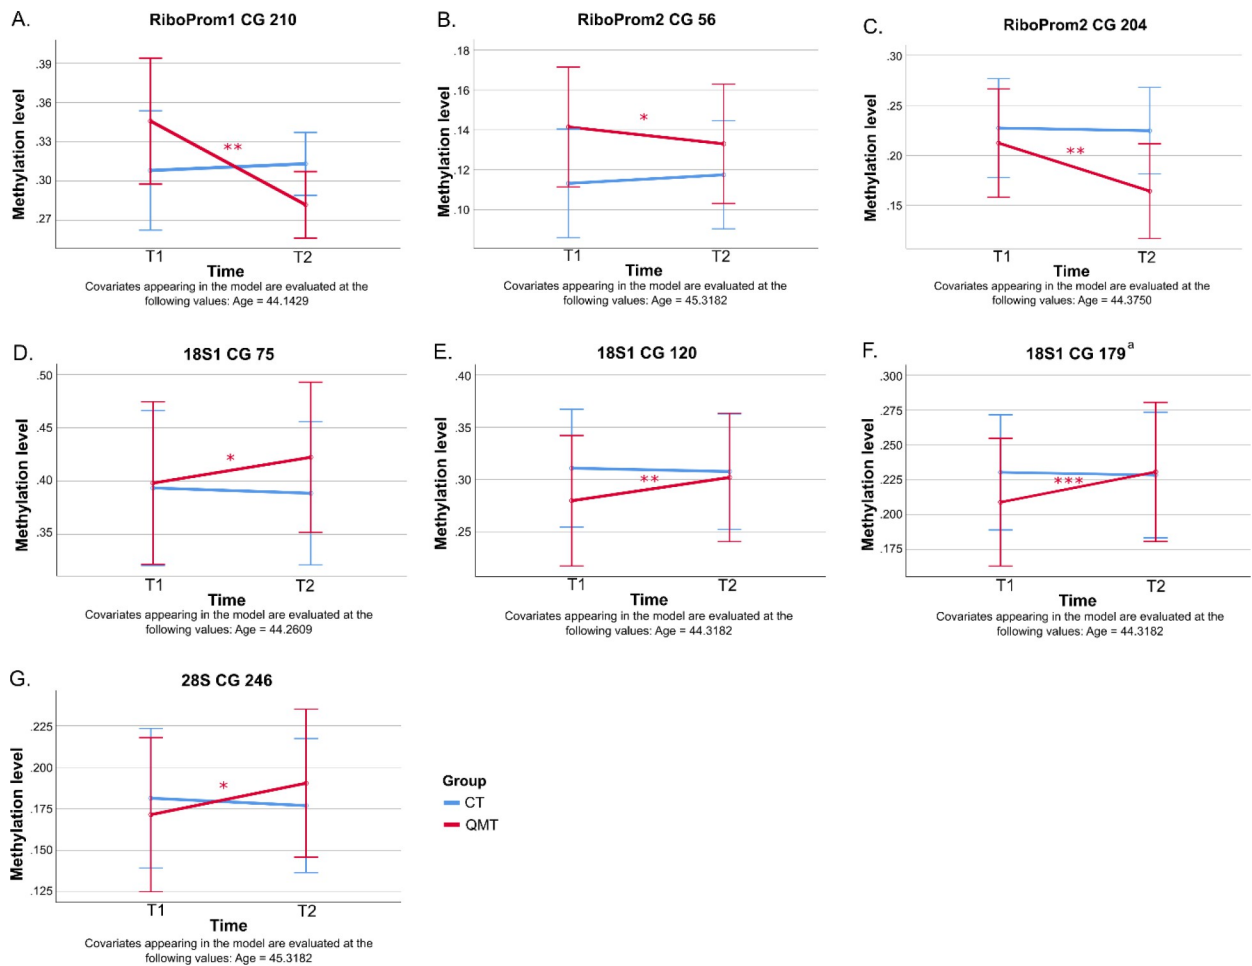 A.
RiboProm1 CG 210
Methylation level
.39
.36
.33
.30
.27
**
T1
T2
Time
Covariates appearing in the model are evaluated at the
following values: Age = 44.1429
B.
RiboProm2 CG 56
Methylation level
.18
.16
.14
.12
.10
*
T1
T2
Time
Covariates appearing in the model are evaluated at the
following values: Age = 45.3182
C.
RiboProm2 CG 204
Methylation level
.30
.25
.20
.15
**
T1
T2
Time
Covariates appearing in the model are evaluated at the
following values: Age = 44.3750
D.
18S1 CG 75
Methylation level
.50
.45
.40
.35
*
T1
T2
Time
Covariates appearing in the model are evaluated at the
following values: Age = 44.2609
E.
18S1 CG 120
Methylation level
.40
.35
.30
.25
**
T1
T2
Time
Covariates appearing in the model are evaluated at the
following values: Age = 44.3182
F.
18S1 CG 179 a
Methylation level
.300
.275
.250
.225
.200
.175
***
T1
T2
Time
Covariates appearing in the model are evaluated at the
following values: Age = 44.3182
G.
28S CG 246
Methylation level
.225
.200
.175
.150
.125
*
T1
T2
Time
Covariates appearing in the model are evaluated at the
following values: Age = 45.3182
Group
CT
QMT